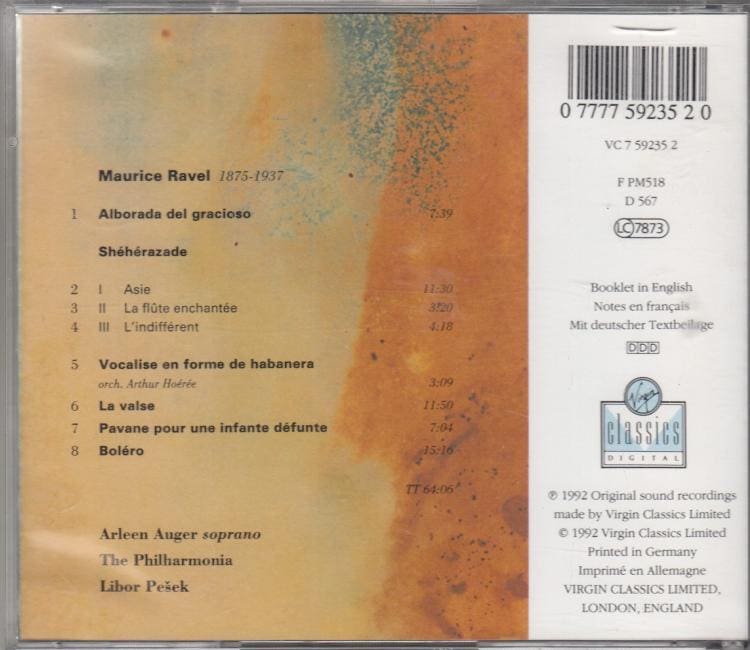 Maurice Ravel 1875-1937
1 Alborada del gracioso 7:39
Shéhérazade
2 I Asie 11:30
3 II La flûte enchantée 3:20
4 III L'indifférent 4:18
5 Vocalise en forme de habanera
orch. Arthur Hoérée 3:09
6 La valse 11:50
7 Pavane pour une infante défunte 7:04
8 Boléro 15:16
TT 64:06
Arleen Auger soprano
The Philharmonia
Libor Pešek
0 7777 59235 2 0
VC 7 59235 2
F PM518
D 567
LC 7873
Booklet in English
Notes en français
Mit deutscher Textbeilage
DDD
Virgin
classics
DIGITAL
℗ 1992 Original sound recordings
made by Virgin Classics Limited
© 1992 Virgin Classics Limited
Printed in Germany
Imprimé en Allemagne
VIRGIN CLASSICS LIMITED,
LONDON, ENGLAND